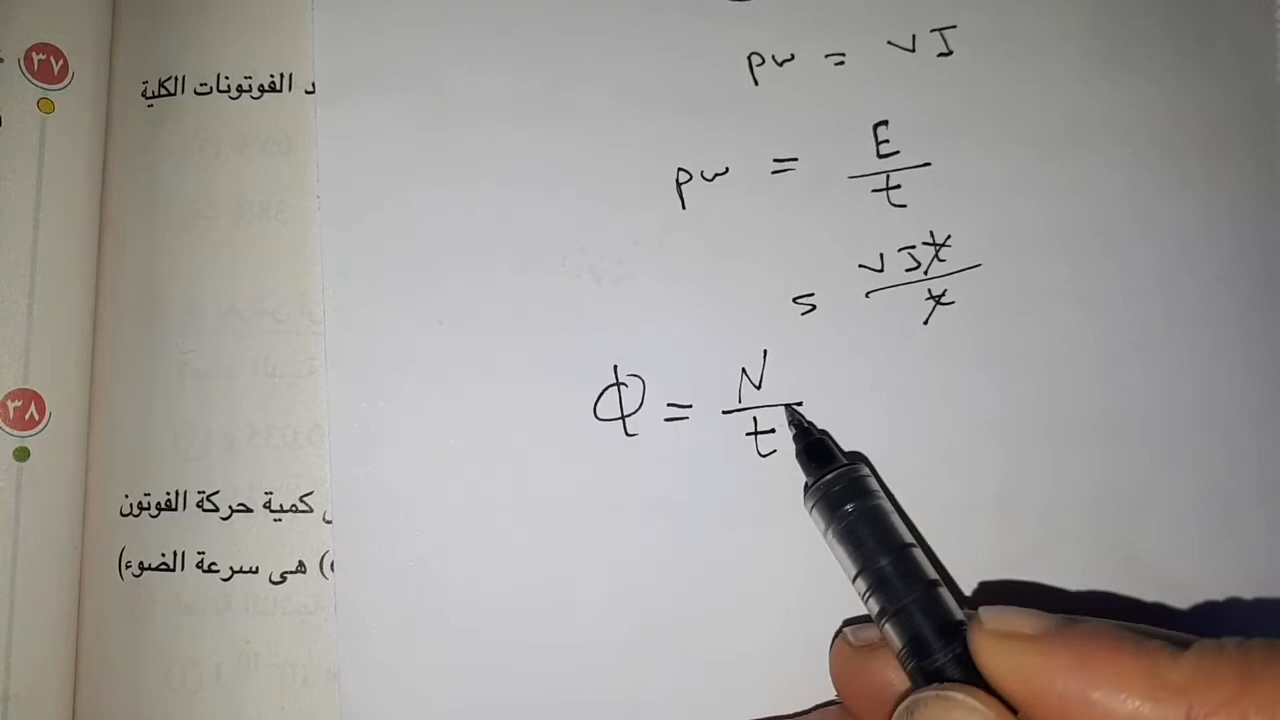 ٣٧
د الفوتونات الكلية
pw = VI
pw = E/t
= VIt/t
Φ = N/t
٣٨
كمية حركة الفوتون
) هى سرعة الضوء)